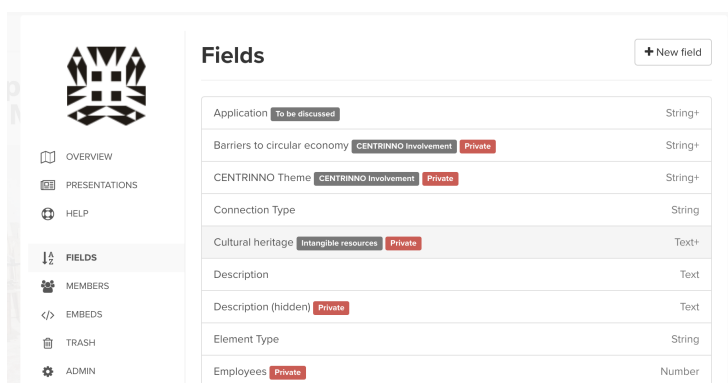 Fields
+ New field
OVERVIEW
PRESENTATIONS
HELP
FIELDS
MEMBERS
EMBEDS
TRASH
ADMIN
Application To be discussed String+
Barriers to circular economy CENTRINNO Involvement Private String+
CENTRINNO Theme CENTRINNO Involvement Private String+
Connection Type String
Cultural heritage Intangible resources Private Text+
Description Text
Description (hidden) Private Text
Element Type String
Employees Private Number